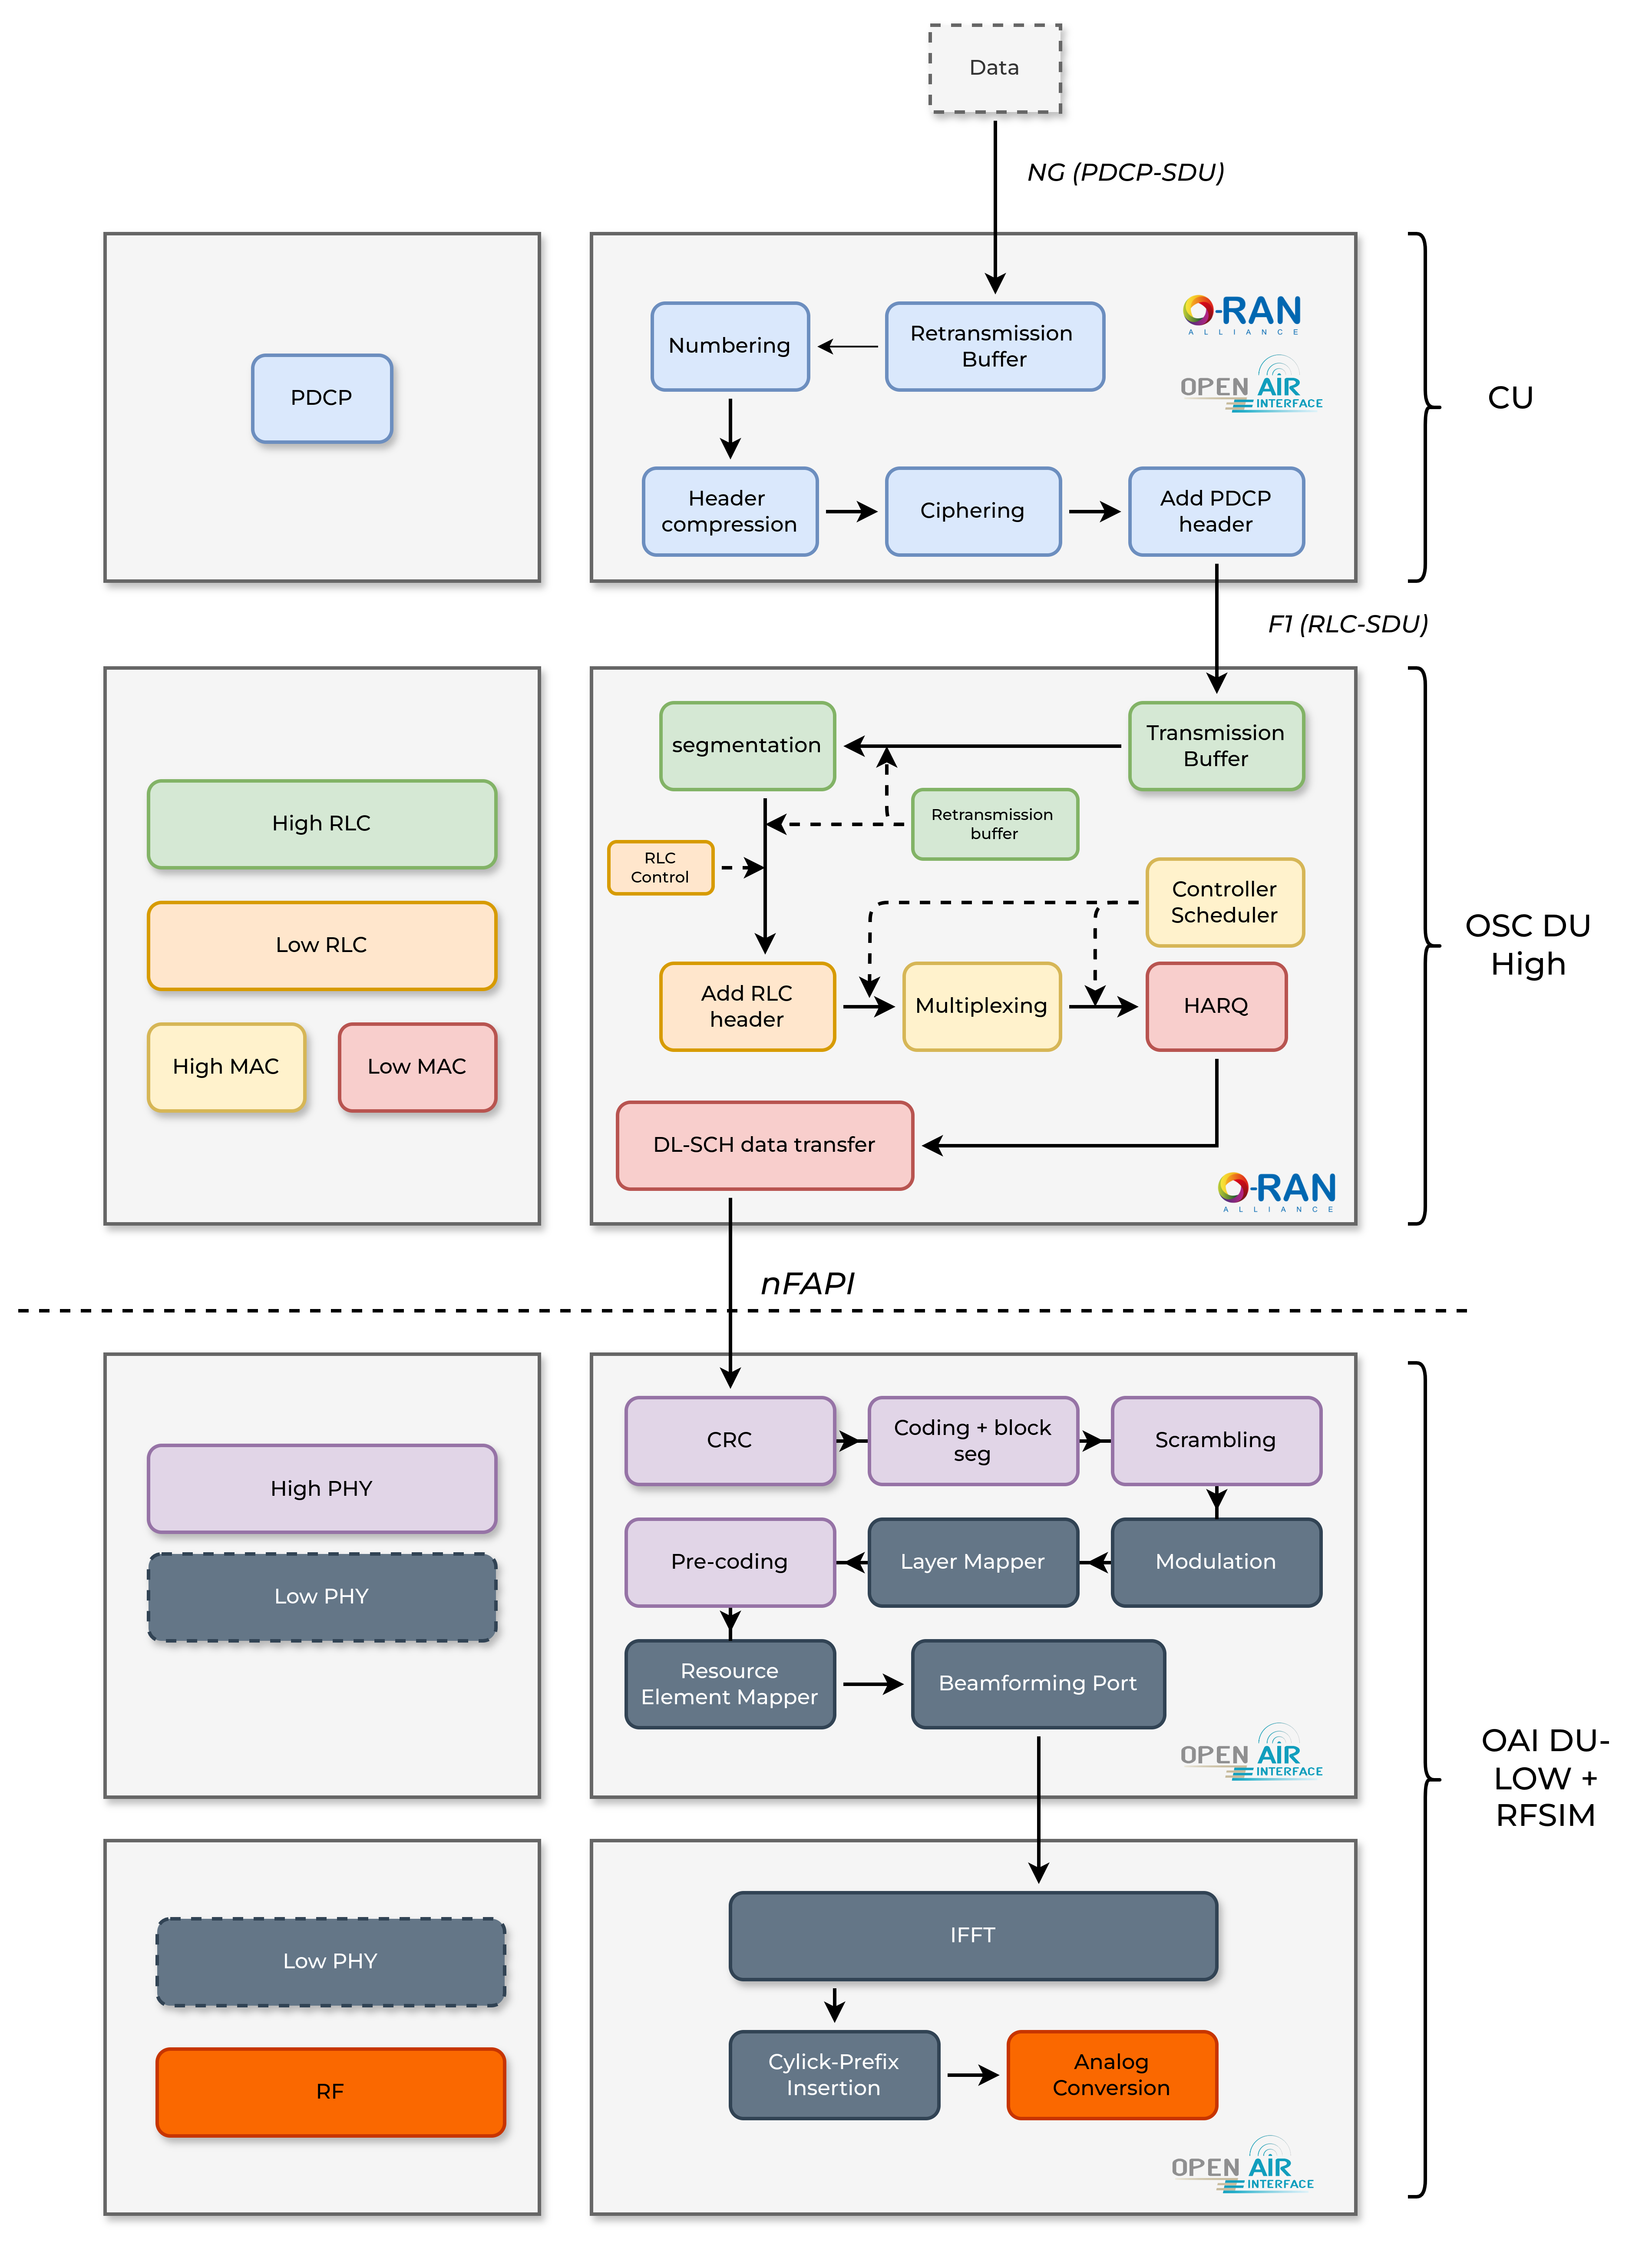 Data
NG (PDCP-SDU)
PDCP
Numbering
Retransmission
Buffer
O-RAN
ALLIANCE
OPEN AIR
INTERFACE
CU
Header
compression
Ciphering
Add PDCP
header
F1 (RLC-SDU)
segmentation
Transmission
Buffer
High RLC
Retransmission
buffer
RLC
Control
Controller
Scheduler
Low RLC
OSC DU
High
Add RLC
header
Multiplexing
HARQ
High MAC
Low MAC
DL-SCH data transfer
O-RAN
ALLIANCE
nFAPI
High PHY
Low PHY
CRC
Coding + block
seg
Scrambling
Pre-coding
Layer Mapper
Modulation
Resource
Element Mapper
Beamforming Port
OPEN AIR
INTERFACE
OAI DU-
LOW +
RFSIM
Low PHY
RF
IFFT
Cylick-Prefix
Insertion
Analog
Conversion
OPEN AIR
INTERFACE